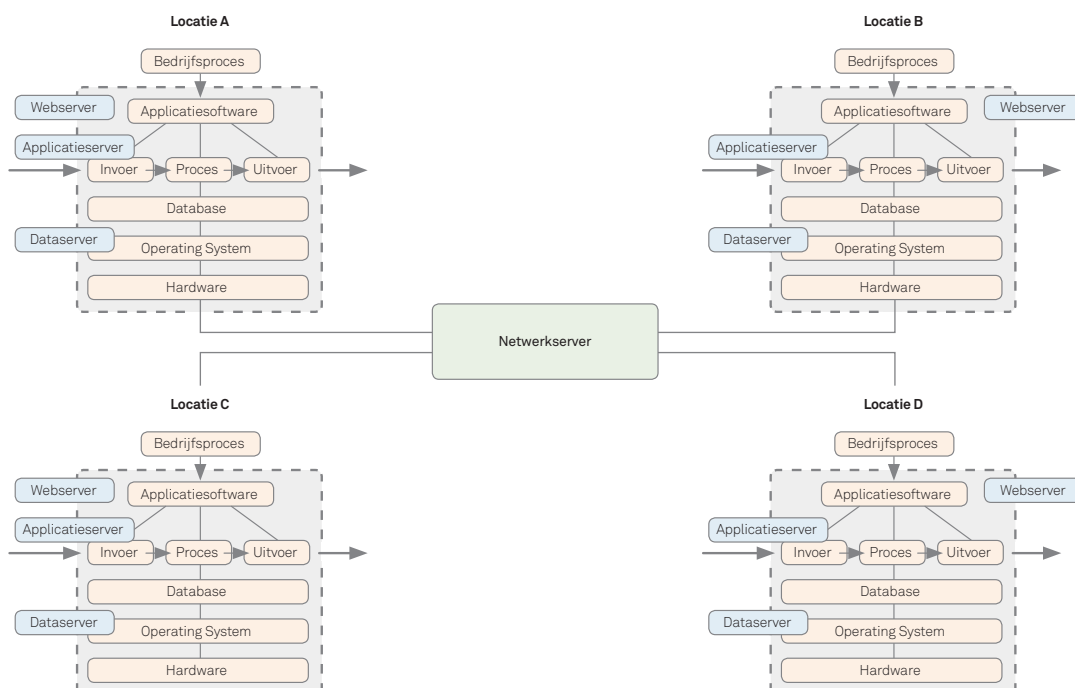 Locatie A
Bedrijfsproces
Webserver
Applicatiesoftware
Applicatieserver
Invoer
Proces
Uitvoer
Database
Dataserver
Operating System
Hardware
Locatie B
Bedrijfsproces
Webserver
Applicatiesoftware
Applicatieserver
Invoer
Proces
Uitvoer
Database
Dataserver
Operating System
Hardware
Netwerkserver
Locatie C
Bedrijfsproces
Webserver
Applicatiesoftware
Applicatieserver
Invoer
Proces
Uitvoer
Database
Dataserver
Operating System
Hardware
Locatie D
Bedrijfsproces
Webserver
Applicatiesoftware
Applicatieserver
Invoer
Proces
Uitvoer
Database
Dataserver
Operating System
Hardware